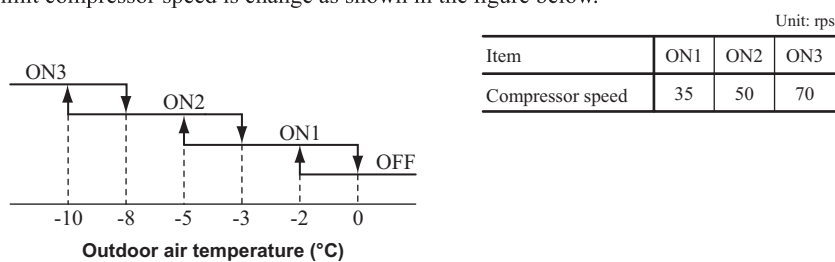 limit compressor speed is change as shown in the figure below.
Unit: rps
Item ON1 ON2 ON3
Compressor speed 35 50 70
ON3
ON2
ON1
OFF
-10 -8 -5 -3 -2 0
Outdoor air temperature (°C)